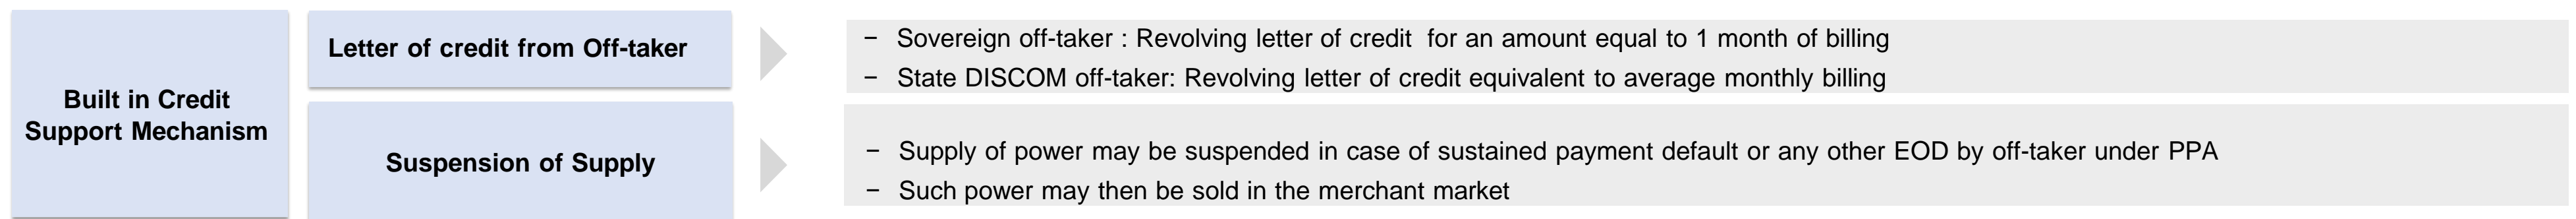 Built in Credit
Support Mechanism
Letter of credit from Off-taker
− Sovereign off-taker : Revolving letter of credit for an amount equal to 1 month of billing
− State DISCOM off-taker: Revolving letter of credit equivalent to average monthly billing
Suspension of Supply
− Supply of power may be suspended in case of sustained payment default or any other EOD by off-taker under PPA
− Such power may then be sold in the merchant market